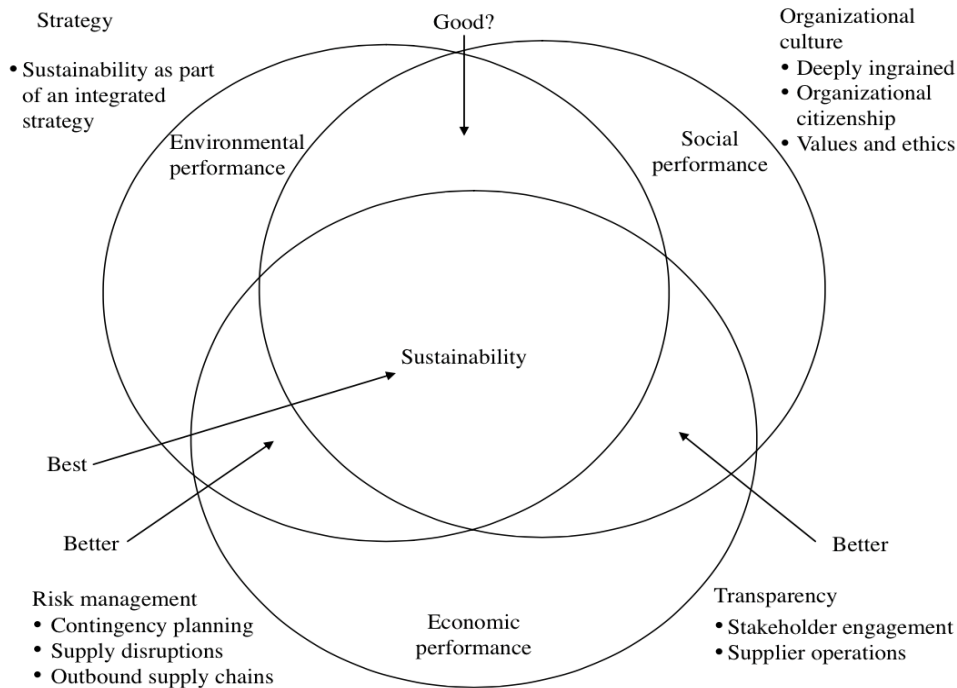 Strategy
• Sustainability as part
of an integrated
strategy
Good?
Organizational
culture
• Deeply ingrained
• Organizational
citizenship
• Values and ethics
Environmental
performance
Social
performance
Sustainability
Best
Better
Better
Risk management
• Contingency planning
• Supply disruptions
• Outbound supply chains
Economic
performance
Transparency
• Stakeholder engagement
• Supplier operations